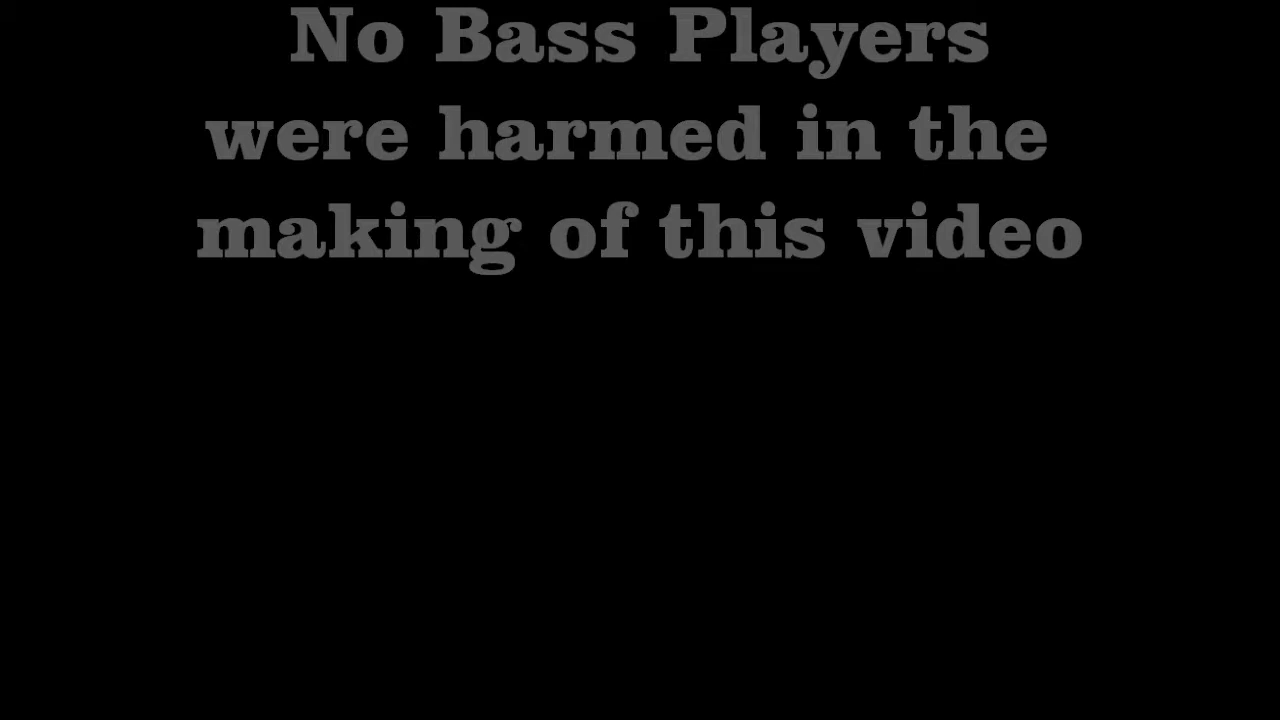 No Bass Players
were harmed in the
making of this video